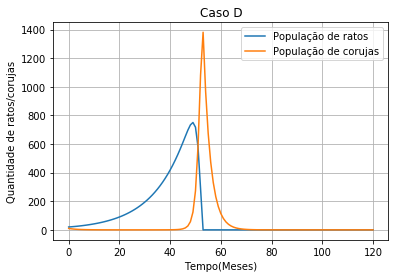 Caso D
População de ratos
População de corujas
Quantidade de ratos/corujas
1400
1200
1000
800
600
400
200
0
0 20 40 60 80 100 120
Tempo(Meses)